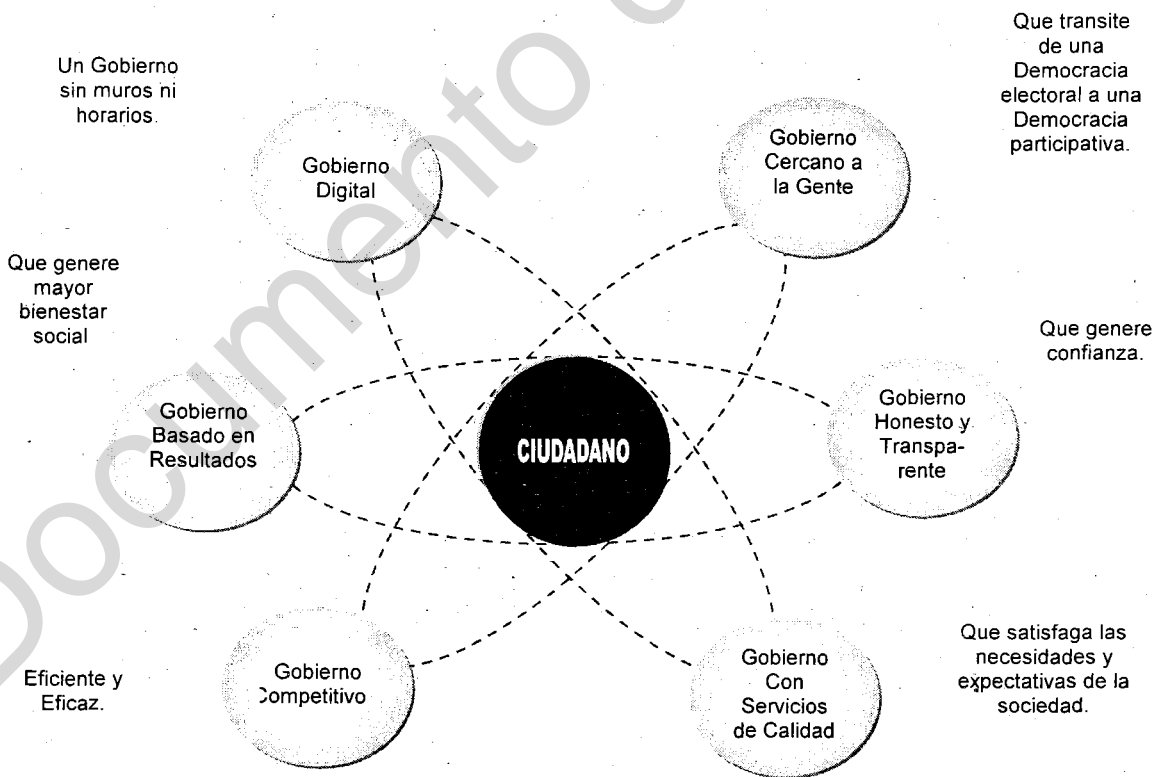 Un Gobierno
sin muros ni
horarios.
Gobierno
Digital
Gobierno
Cercano a
la Gente
Que transite
de una
Democracia
electoral a una
Democracia
participativa.
Que genere
mayor
bienestar
social
Gobierno
Basado en
Resultados
CIUDADANO
Gobierno
Honesto y
Transpa-
rente
Que genere
confianza.
Eficiente y
Eficaz.
Gobierno
Competitivo
Gobierno
Con
Servicios
de Calidad
Que satisfaga las
necesidades y
expectativas de la
sociedad.
Documento